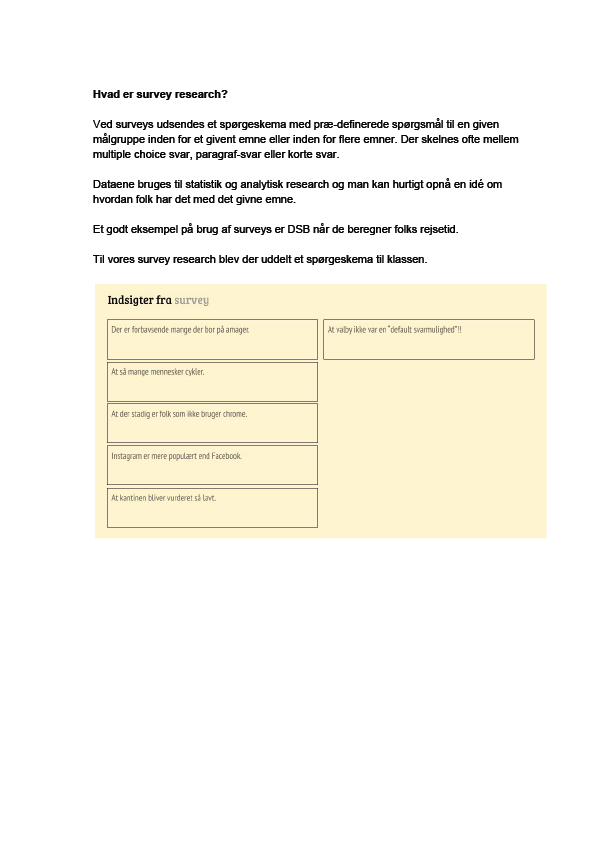 Hvad er survey research?
Ved surveys udsendes et spørgeskema med præ-definerede spørgsmål til en given
målgruppe inden for et givent emne eller inden for flere emner. Der skelnes ofte mellem
multiple choice svar, paragraf-svar eller korte svar.
Dataene bruges til statistik og analytisk research og man kan hurtigt opnå en idé om
hvordan folk har det med det givne emne.
Et godt eksempel på brug af surveys er DSB når de beregner folks rejsetid.
Til vores survey research blev der uddelt et spørgeskema til klassen.
Indsigter fra survey
Der er forbavsende mange der bor på amager.
At valby ikke var en "default svarmulighed"!!
At så mange mennesker cykler.
At der stadig er folk som ikke bruger chrome.
Instagram er mere populært end Facebook.
At kantinen bliver vurderet så lavt.